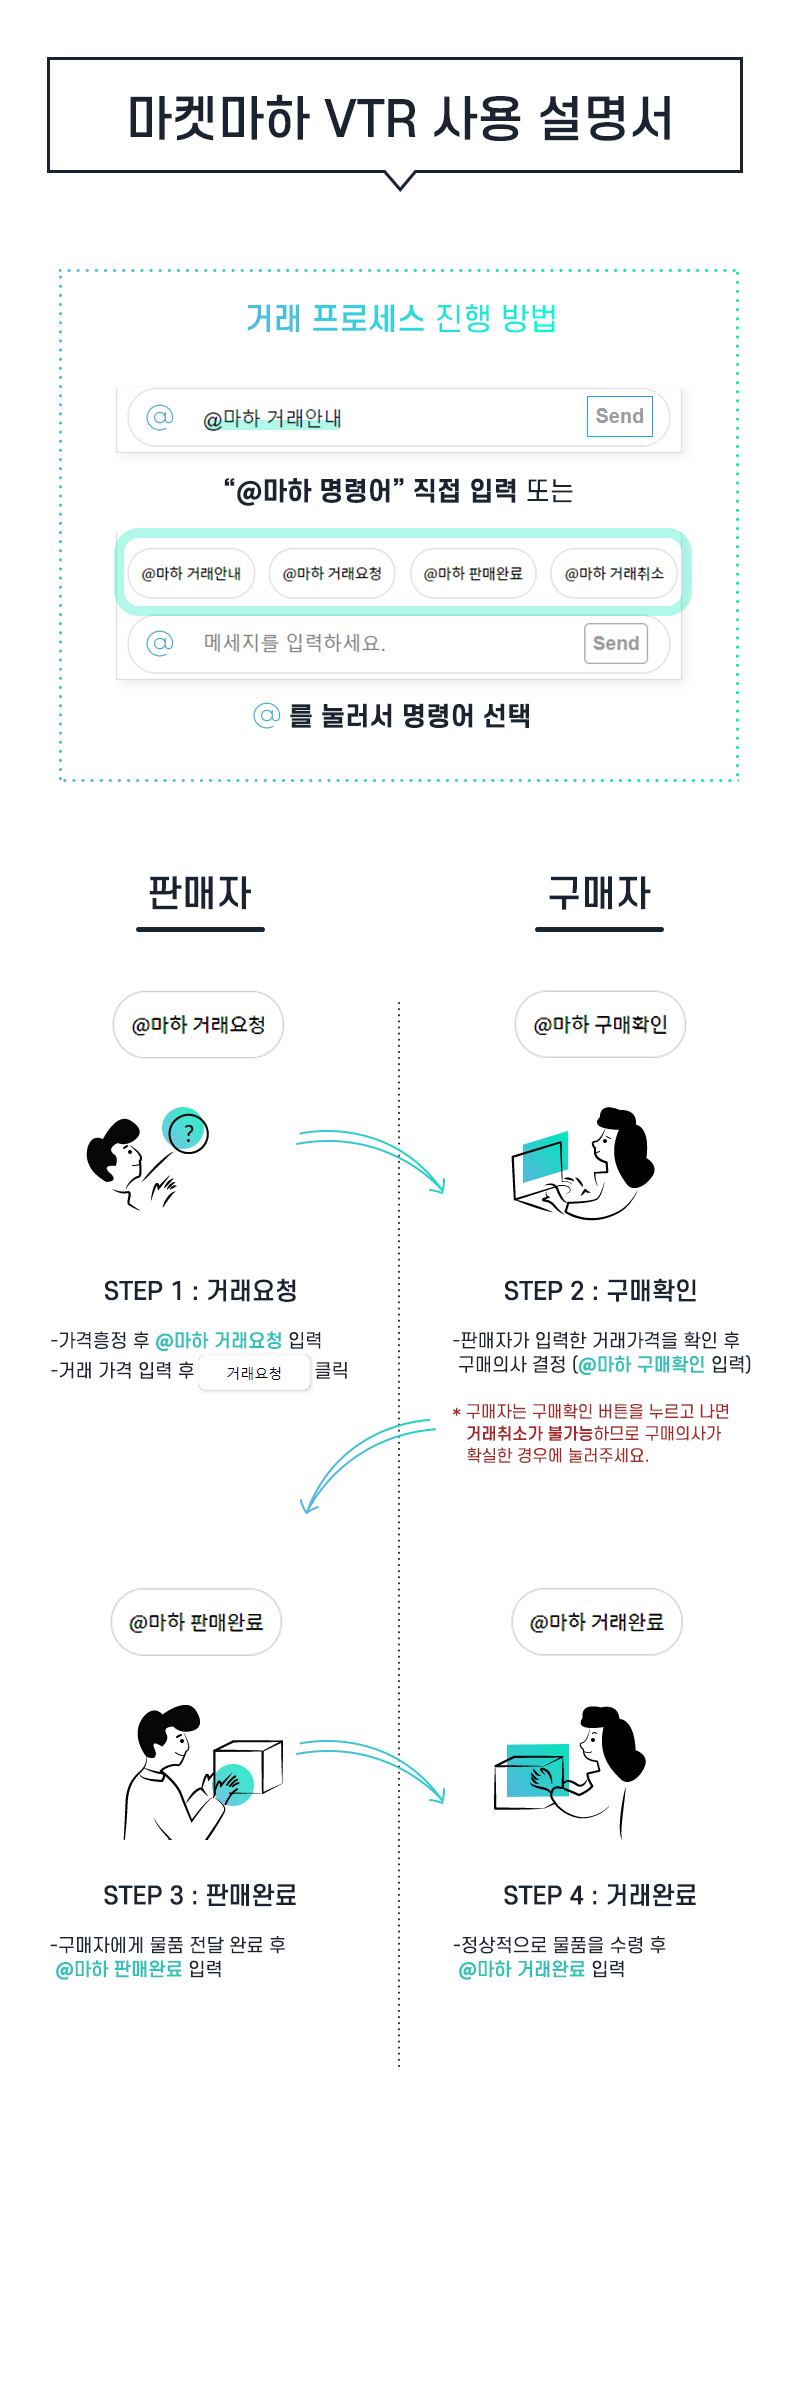 마켓마하 VTR 사용 설명서
거래 프로세스 진행 방법
@ @마하 거래안내 Send
“@마하 명령어” 직접 입력 또는
@마하 거래안내 @마하 거래요청 @마하 판매완료 @마하 거래취소
@ 메세지를 입력하세요. Send
@ 를 눌러서 명령어 선택
판매자
구매자
@마하 거래요청
?
STEP 1 : 거래요청
-가격흥정 후 @마하 거래요청 입력
-거래 가격 입력 후 거래요청 클릭
@마하 구매확인
STEP 2 : 구매확인
-판매자가 입력한 거래가격을 확인 후
구매의사 결정 (@마하 구매확인 입력)
* 구매자는 구매확인 버튼을 누르고 나면
거래취소가 불가능하므로 구매의사가
확실한 경우에 눌러주세요.
@마하 판매완료
STEP 3 : 판매완료
-구매자에게 물품 전달 완료 후
@마하 판매완료 입력
@마하 거래완료
STEP 4 : 거래완료
-정상적으로 물품을 수령 후
@마하 거래완료 입력